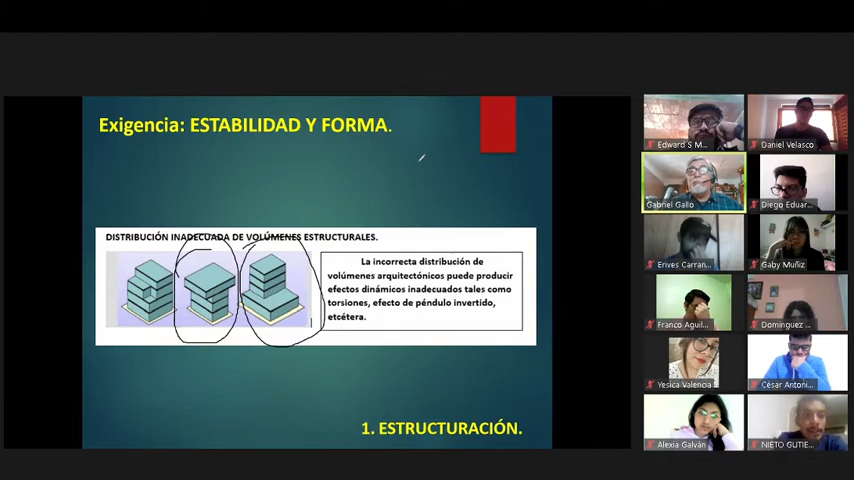 Exigencia: ESTABILIDAD Y FORMA.
DISTRIBUCIÓN INADECUADA DE VOLÚMENES ESTRUCTURALES.
La incorrecta distribución de
volúmenes arquitectónicos puede producir
efectos dinámicos inadecuados tales como
torsiones, efecto de péndulo invertido,
etcétera.
1. ESTRUCTURACIÓN.
Edward S M...
Daniel Velasco
Gabriel Gallo
Diego Eduar...
Erives Carran...
Gaby Muñiz
Franco Aguil...
Dominguez
Yesica Valencia
César Antoni...
Alexia Galván
NIETO GUTIE...